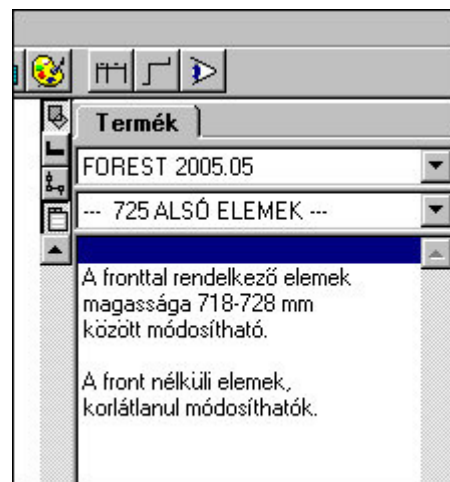 Termék
FOREST 2005.05
--- 725 ALSÓ ELEMEK ---
A fronttal rendelkező elemek
magassága 718-728 mm
között módosítható.
A front nélküli elemek,
korlátlanul módosíthatók.